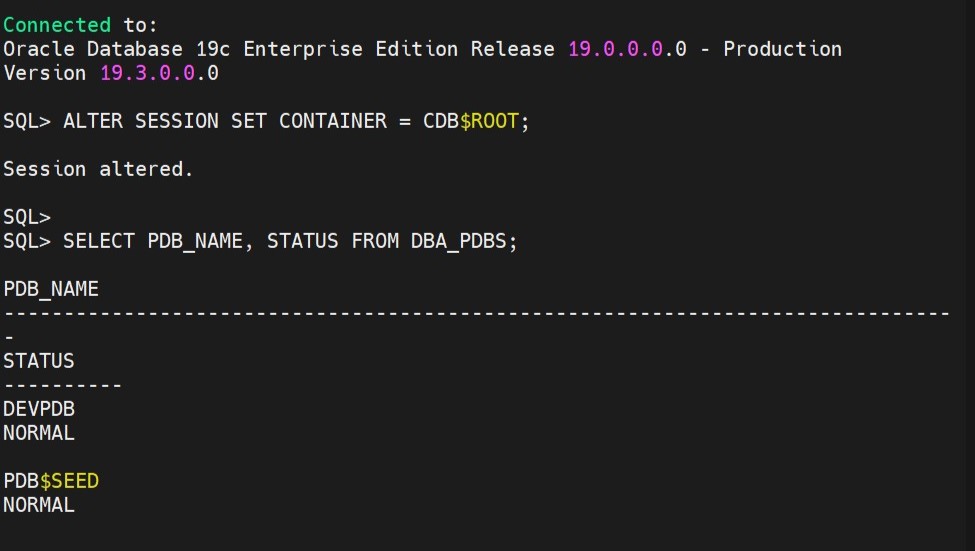 Connected to:
Oracle Database 19c Enterprise Edition Release 19.0.0.0.0 - Production
Version 19.3.0.0.0
SQL> ALTER SESSION SET CONTAINER = CDB$ROOT;
Session altered.
SQL>
SQL> SELECT PDB_NAME, STATUS FROM DBA_PDBS;
PDB_NAME
-------------------------------------------------------------------------------
-
STATUS
----------
DEVPDB
NORMAL
PDB$SEED
NORMAL